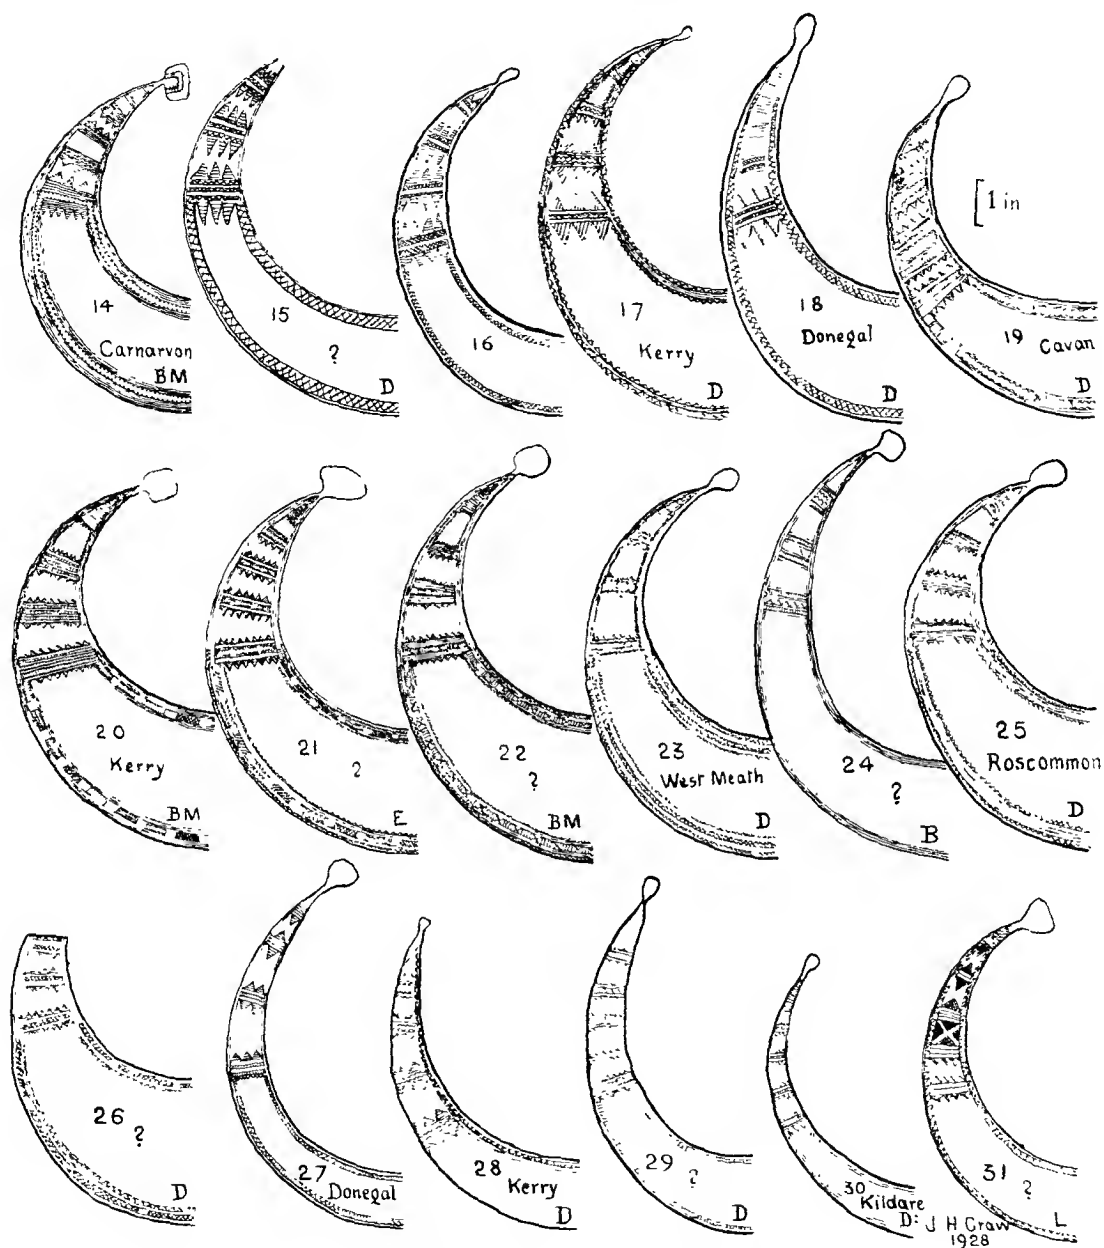 14
Carnarvon
BM
15
?
D
16
17
Kerry
D
18
Donegal
D
1 in
19 Cavan
D
20
Kerry
BM
21
?
E
22
?
BM
23
West Meath
D
24
?
B
25
Roscommon
D
26 ?
D
27 Donegal
28
Kerry
D
29 ?
D
30
Kildare
D: J H Craw
1928
31 ?
L